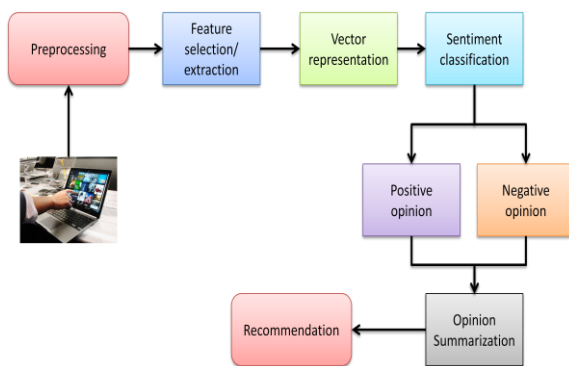 Preprocessing
Feature
selection/
extraction
Vector
representation
Sentiment
classification
Positive
opinion
Negative
opinion
Opinion
Summarization
Recommendation